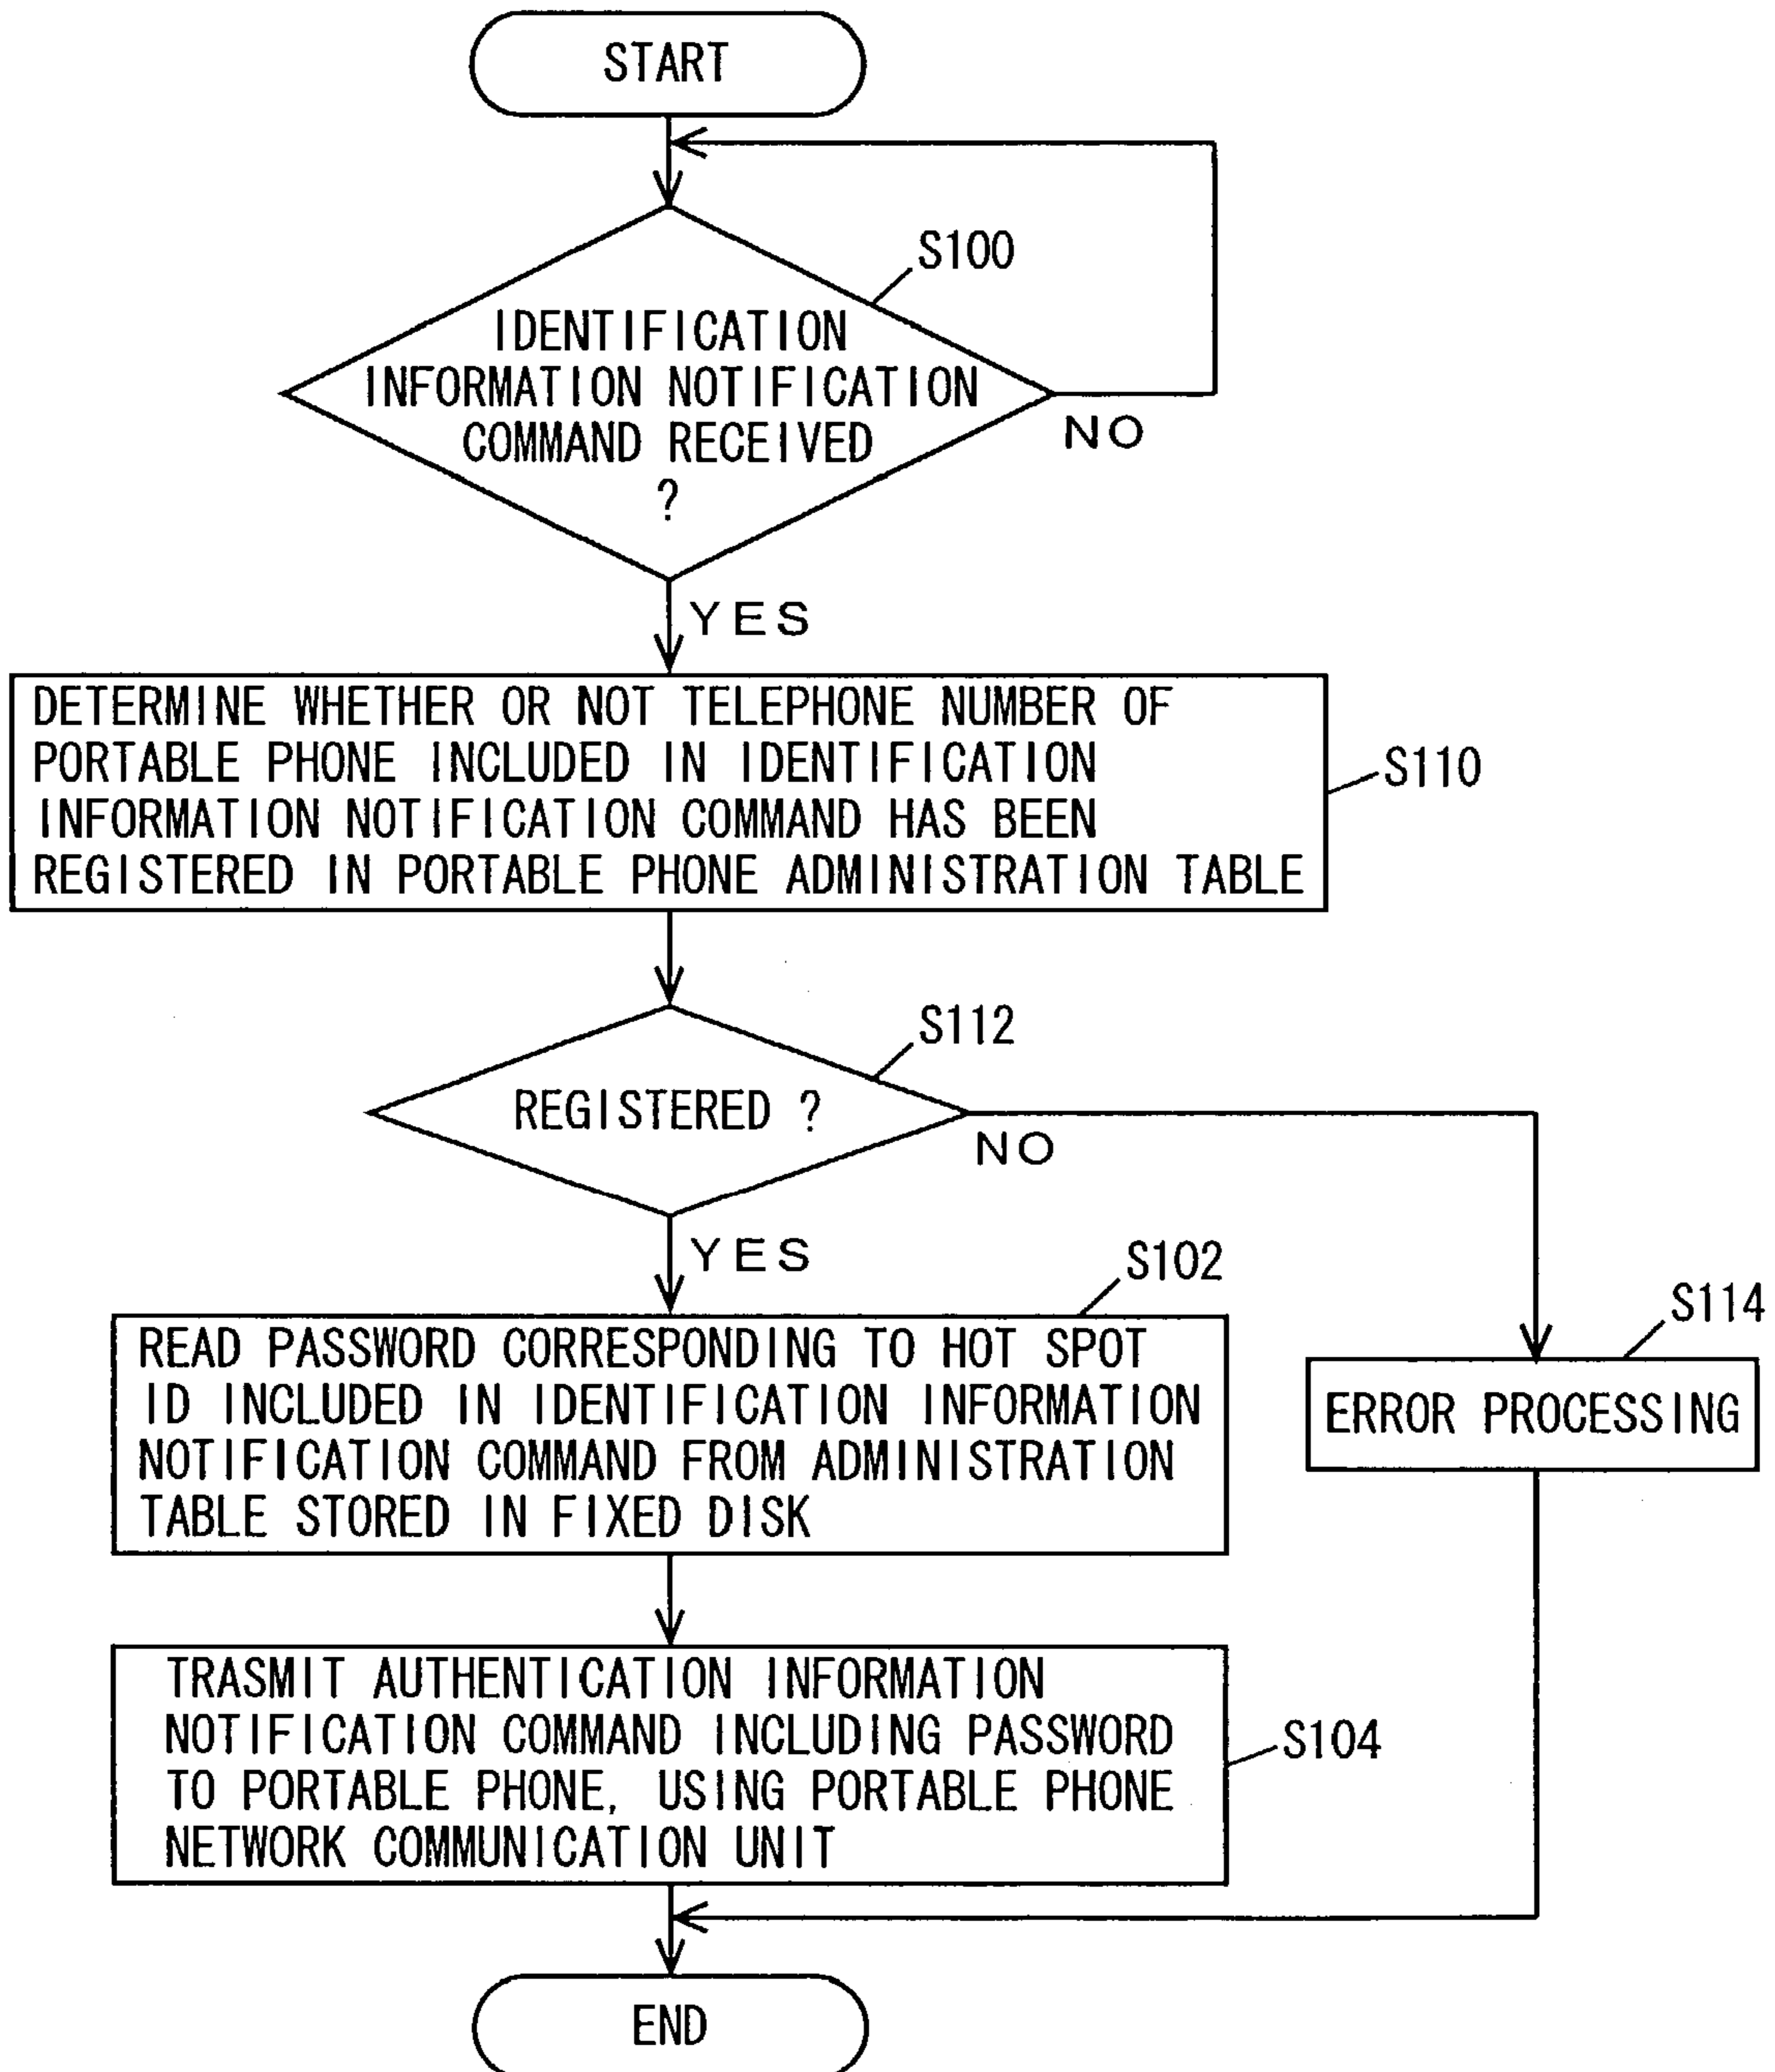 START
S100
IDENTIFICATION
INFORMATION NOTIFICATION
COMMAND RECEIVED
?
NO
YES
DETERMINE WHETHER OR NOT TELEPHONE NUMBER OF
PORTABLE PHONE INCLUDED IN IDENTIFICATION
INFORMATION NOTIFICATION COMMAND HAS BEEN
REGISTERED IN PORTABLE PHONE ADMINISTRATION TABLE
S110
S112
REGISTERED ?
NO
YES
S102
READ PASSWORD CORRESPONDING TO HOT SPOT
ID INCLUDED IN IDENTIFICATION INFORMATION
NOTIFICATION COMMAND FROM ADMINISTRATION
TABLE STORED IN FIXED DISK
S114
ERROR PROCESSING
TRASMIT AUTHENTICATION INFORMATION
NOTIFICATION COMMAND INCLUDING PASSWORD
TO PORTABLE PHONE, USING PORTABLE PHONE
NETWORK COMMUNICATION UNIT
S104
END